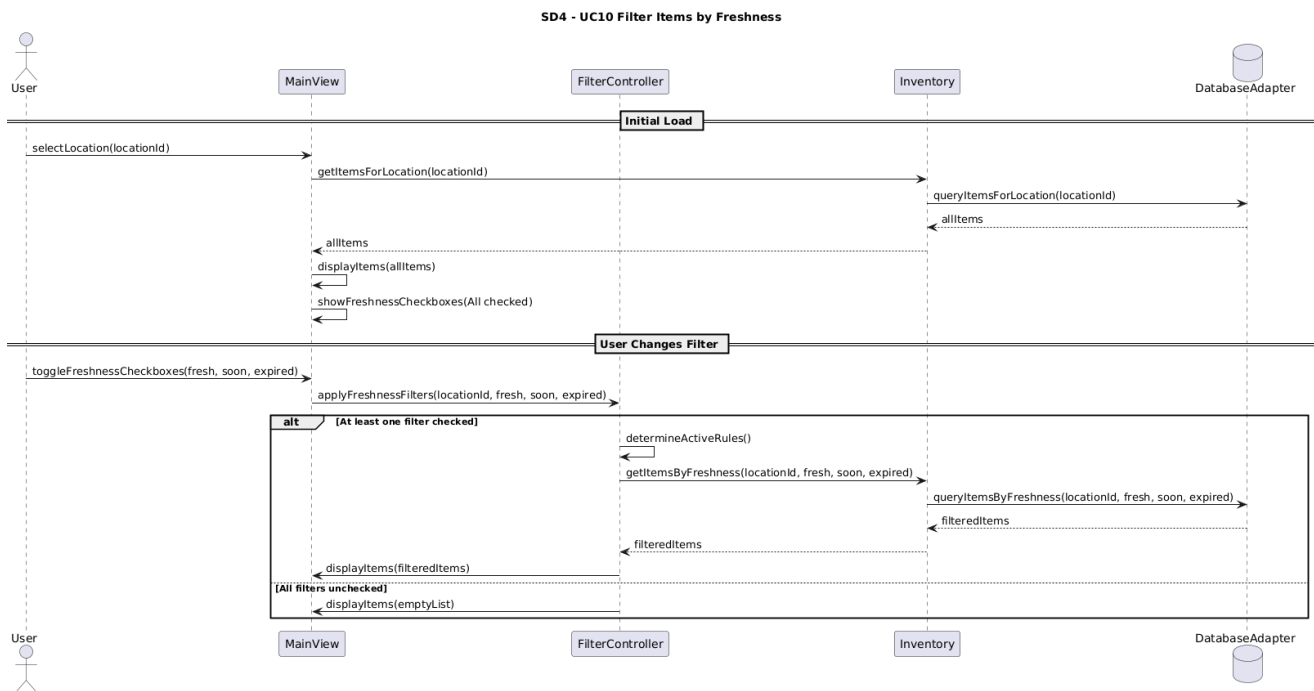 SD4 - UC10 Filter Items by Freshness
User
MainView
FilterController
Inventory
DatabaseAdapter
Initial Load
selectLocation(locationId)
getItemsForLocation(locationId)
queryItemsForLocation(locationId)
allItems
allItems
displayItems(allItems)
showFreshnessCheckboxes(All checked)
User Changes Filter
toggleFreshnessCheckboxes(fresh, soon, expired)
applyFreshnessFilters(locationId, fresh, soon, expired)
alt [At least one filter checked]
determineActiveRules()
getItemsByFreshness(locationId, fresh, soon, expired)
queryItemsByFreshness(locationId, fresh, soon, expired)
filteredItems
filteredItems
displayItems(filteredItems)
[All filters unchecked]
displayItems(emptyList)
User
MainView
FilterController
Inventory
DatabaseAdapter